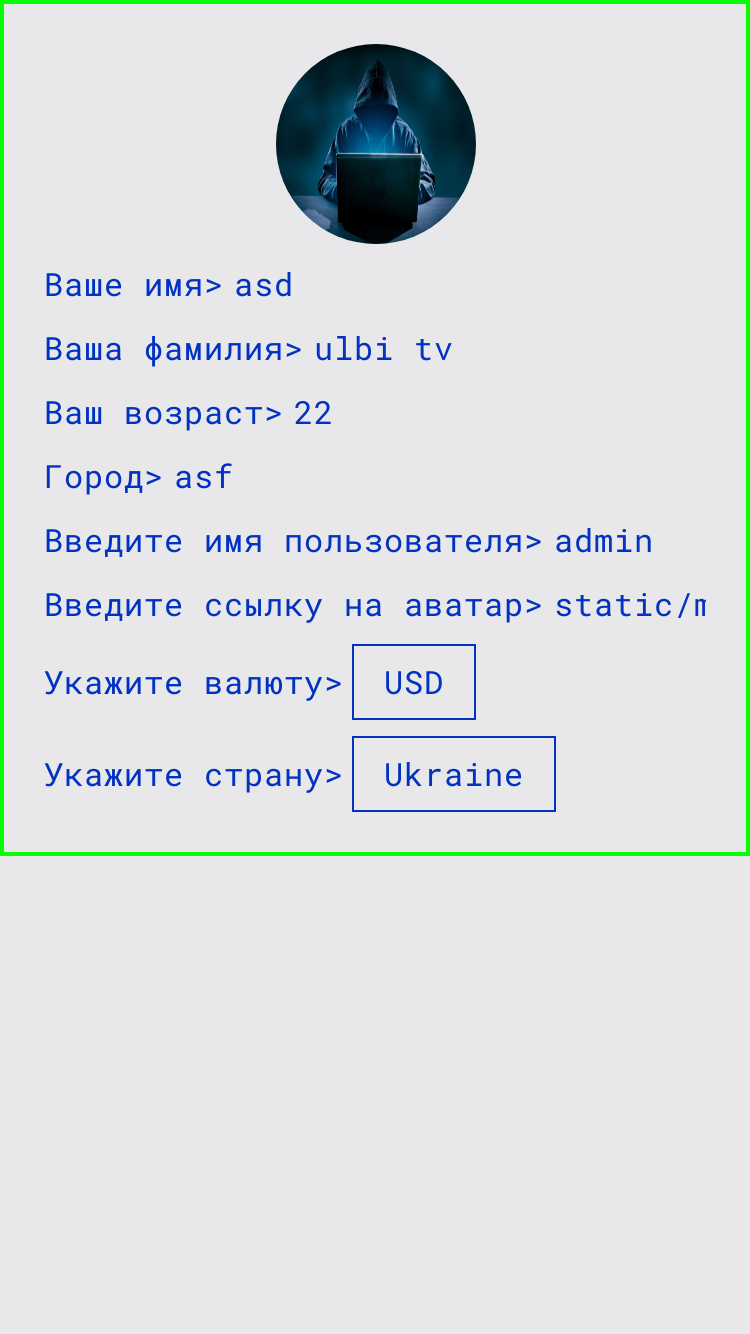 Ваше имя> asd
Ваша фамилия> ulbi tv
Ваш возраст> 22
Город> asf
Введите имя пользователя> admin
Введите ссылку на аватар> static/m
Укажите валюту> USD
Укажите страну> Ukraine